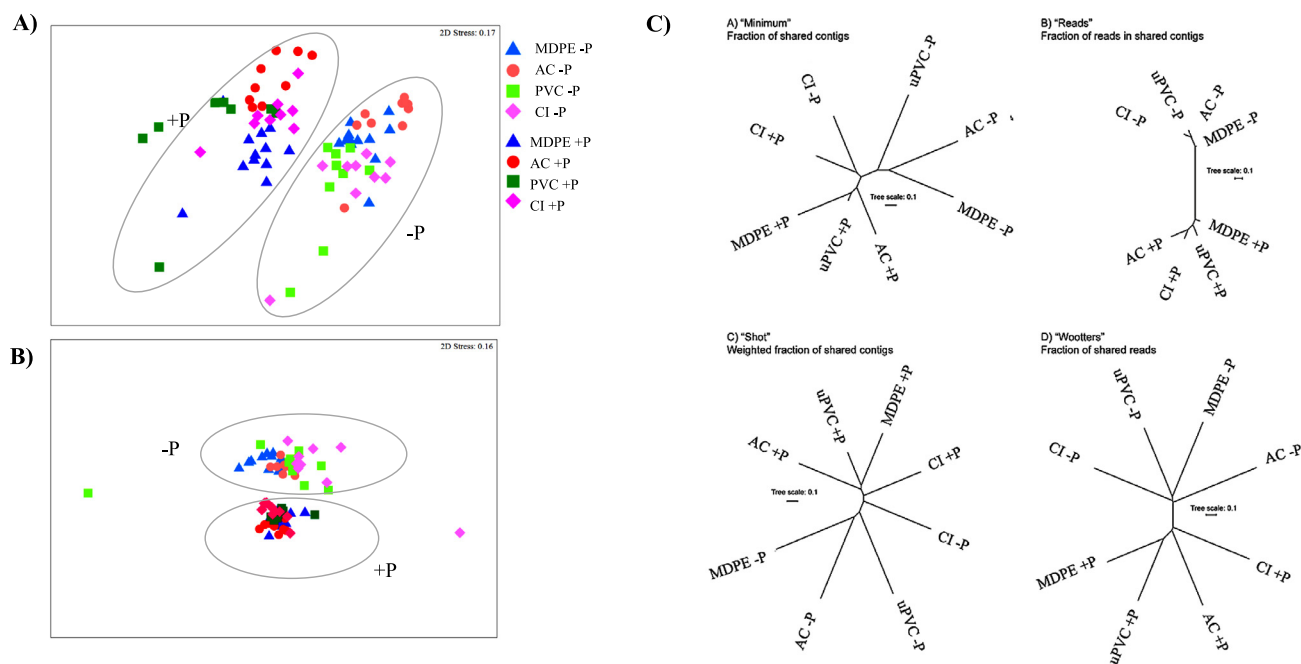 A)
2D Stress: 0.17
+P
-P
MDPE -P
AC -P
PVC -P
CI -P
MDPE +P
AC +P
PVC +P
CI +P
B)
2D Stress: 0.16
-P
+P
C)
A) "Minimum"
Fraction of shared contigs
uPVC -P
CI -P
AC -P
CI +P
Tree scale: 0.1
MDPE -P
MDPE +P
uPVC +P
AC +P
B) "Reads"
Fraction of reads in shared contigs
uPVC -P
AC -P
CI -P
MDPE -P
Tree scale: 0.1
AC +P
MDPE +P
CI +P
uPVC +P
C) "Shot"
Weighted fraction of shared contigs
MDPE +P
uPVC +P
AC +P
CI +P
Tree scale: 0.1
CI -P
MDPE -P
AC -P
uPVC -P
D) "Wootters"
Fraction of shared reads
uPVC -P
MDPE -P
CI -P
AC -P
Tree scale: 0.1
MDPE +P
CI +P
uPVC +P
AC +P